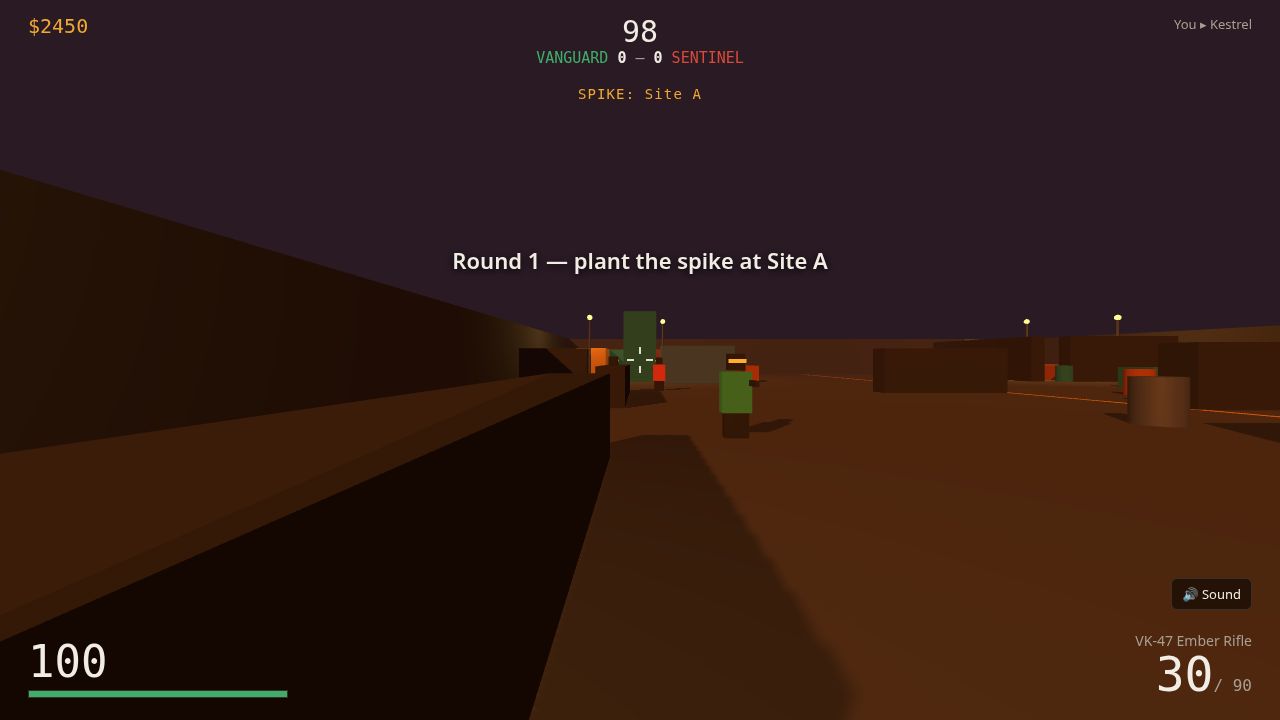 $2450
98
VANGUARD 0 — 0 SENTINEL
SPIKE: Site A
You ▸ Kestrel
Round 1 — plant the spike at Site A
🔊 Sound
VK-47 Ember Rifle
30 / 90
100